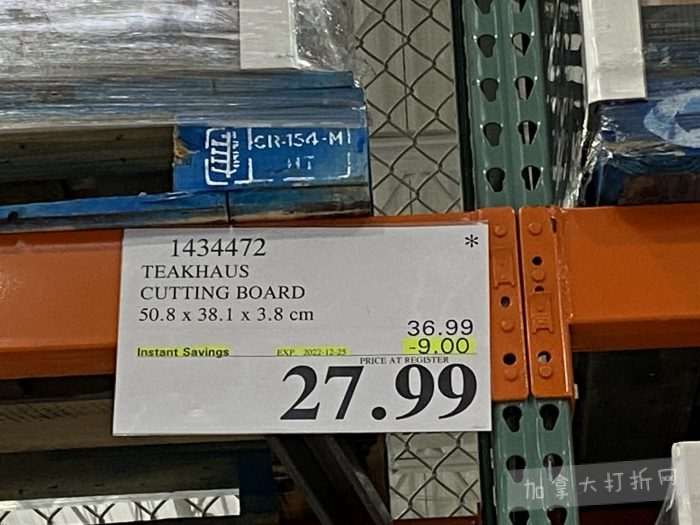 CR-154-M
HT
1434472
*
TEAKHAUS
CUTTING BOARD
50.8 x 38.1 x 3.8 cm
36.99
Instant Savings EXP. 2022-12-25 -9.00
PRICE AT REGISTER
27.99
加拿大打折网